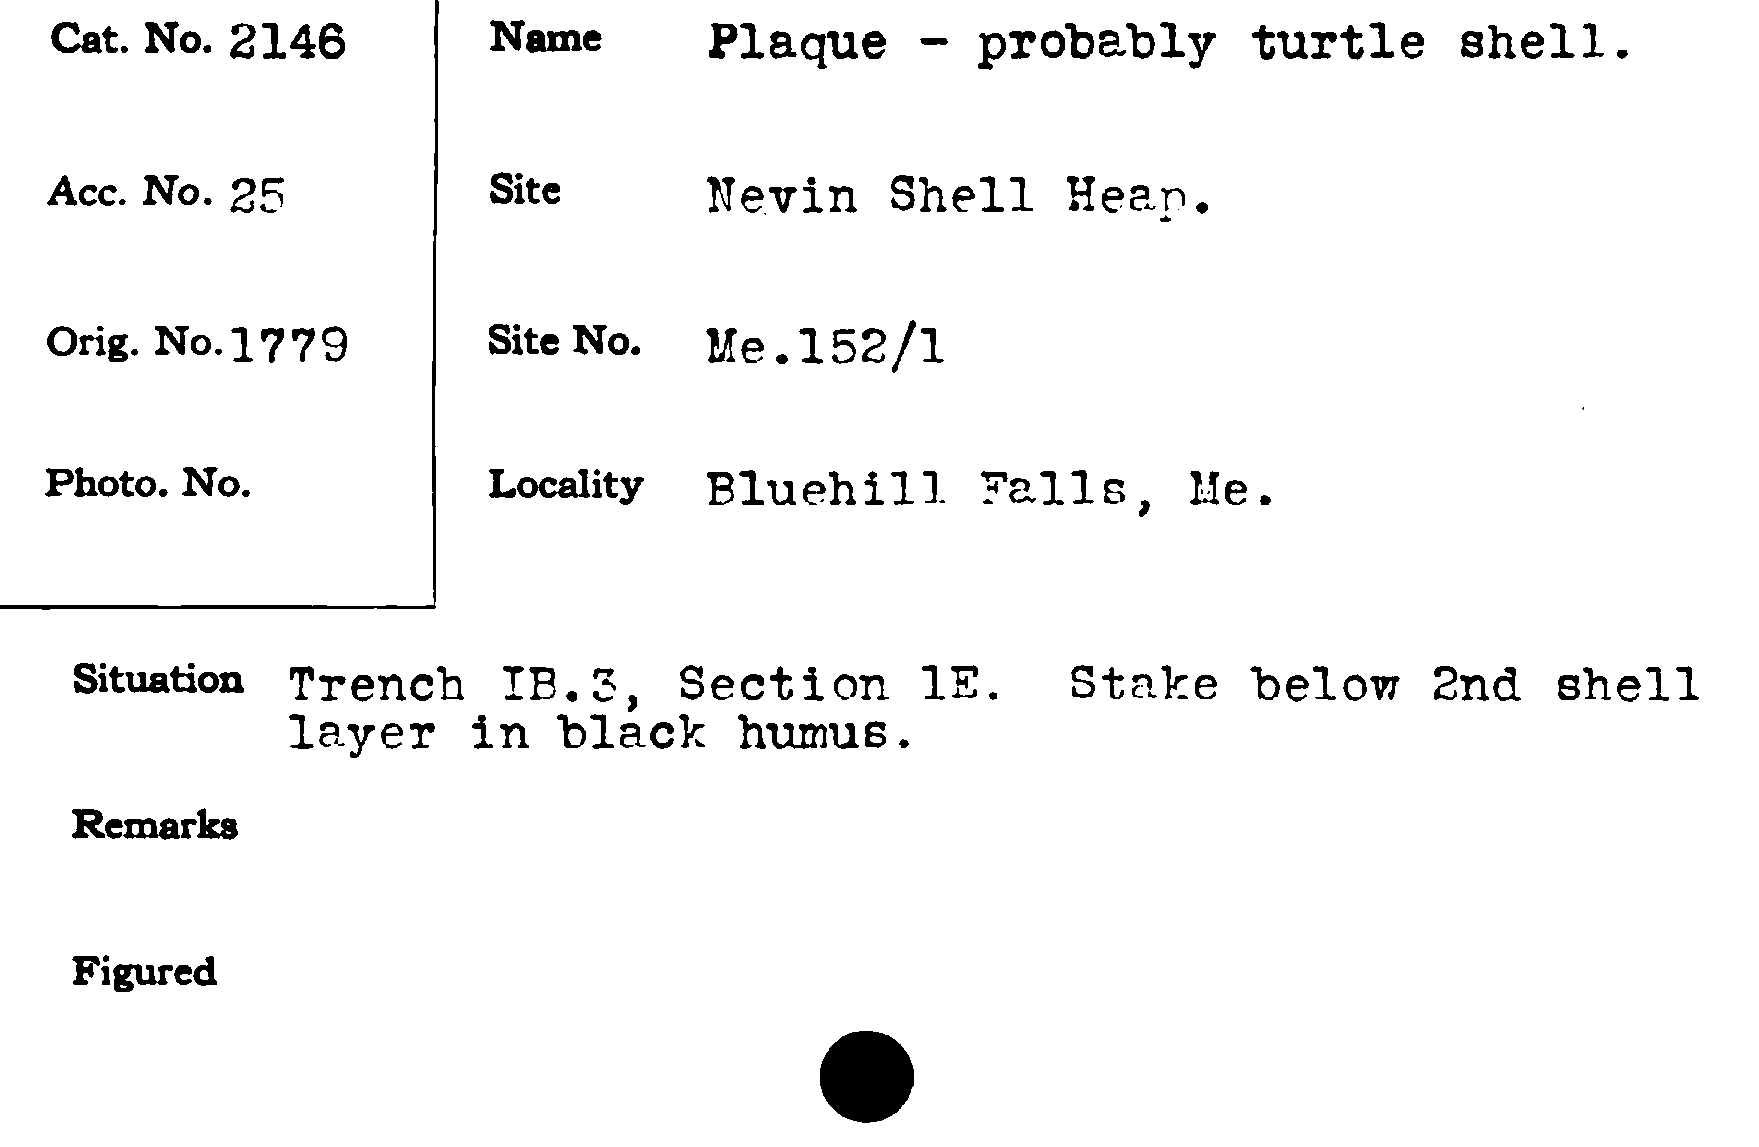 Cat. No. 2146
Name Plaque - probably turtle shell.
Acc. No. 25
Site Nevin Shell Heap.
Orig. No. 1779
Site No. Me.152/1
Photo. No.
Locality Bluehill Falls, Me.
Situation Trench IB.3, Section 1E. Stake below 2nd shell
layer in black humus.
Remarks
Figured